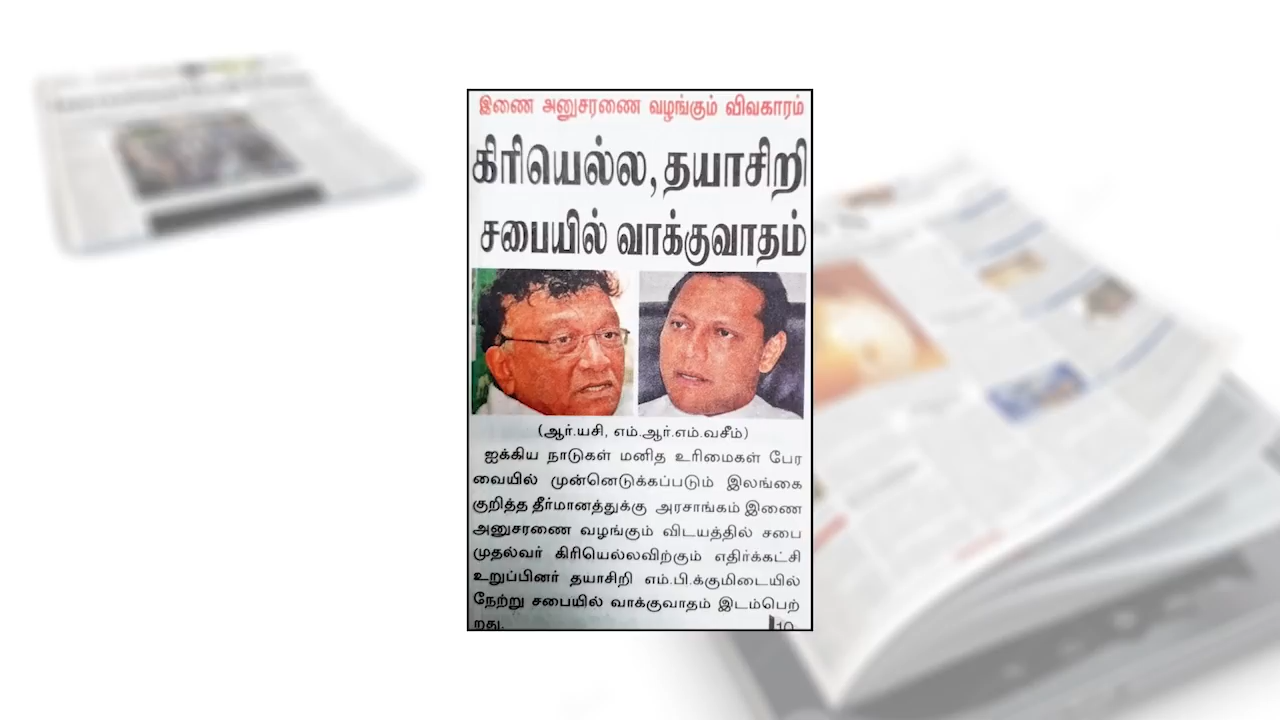 இணை அனுசரணை வழங்கும் விவகாரம்
கிரியெல்ல, தயாசிறி
சபையில் வாக்குவாதம்
(ஆர்.யசி, எம்.ஆர்.எம்.வசீம்)
ஐக்கிய நாடுகள் மனித உரிமைகள் பேர
வையில் முன்னெடுக்கப்படும் இலங்கை
குறித்த தீர்மானத்துக்கு அரசாங்கம் இணை
அனுசரணை வழங்கும் விடயத்தில் சபை
முதல்வர் கிரியெல்லவிற்கும் எதிர்க்கட்சி
உறுப்பினர் தயாசிறி எம்.பி.க்குமிடையில்
நேற்று சபையில் வாக்குவாதம் இடம்பெற்
றது.